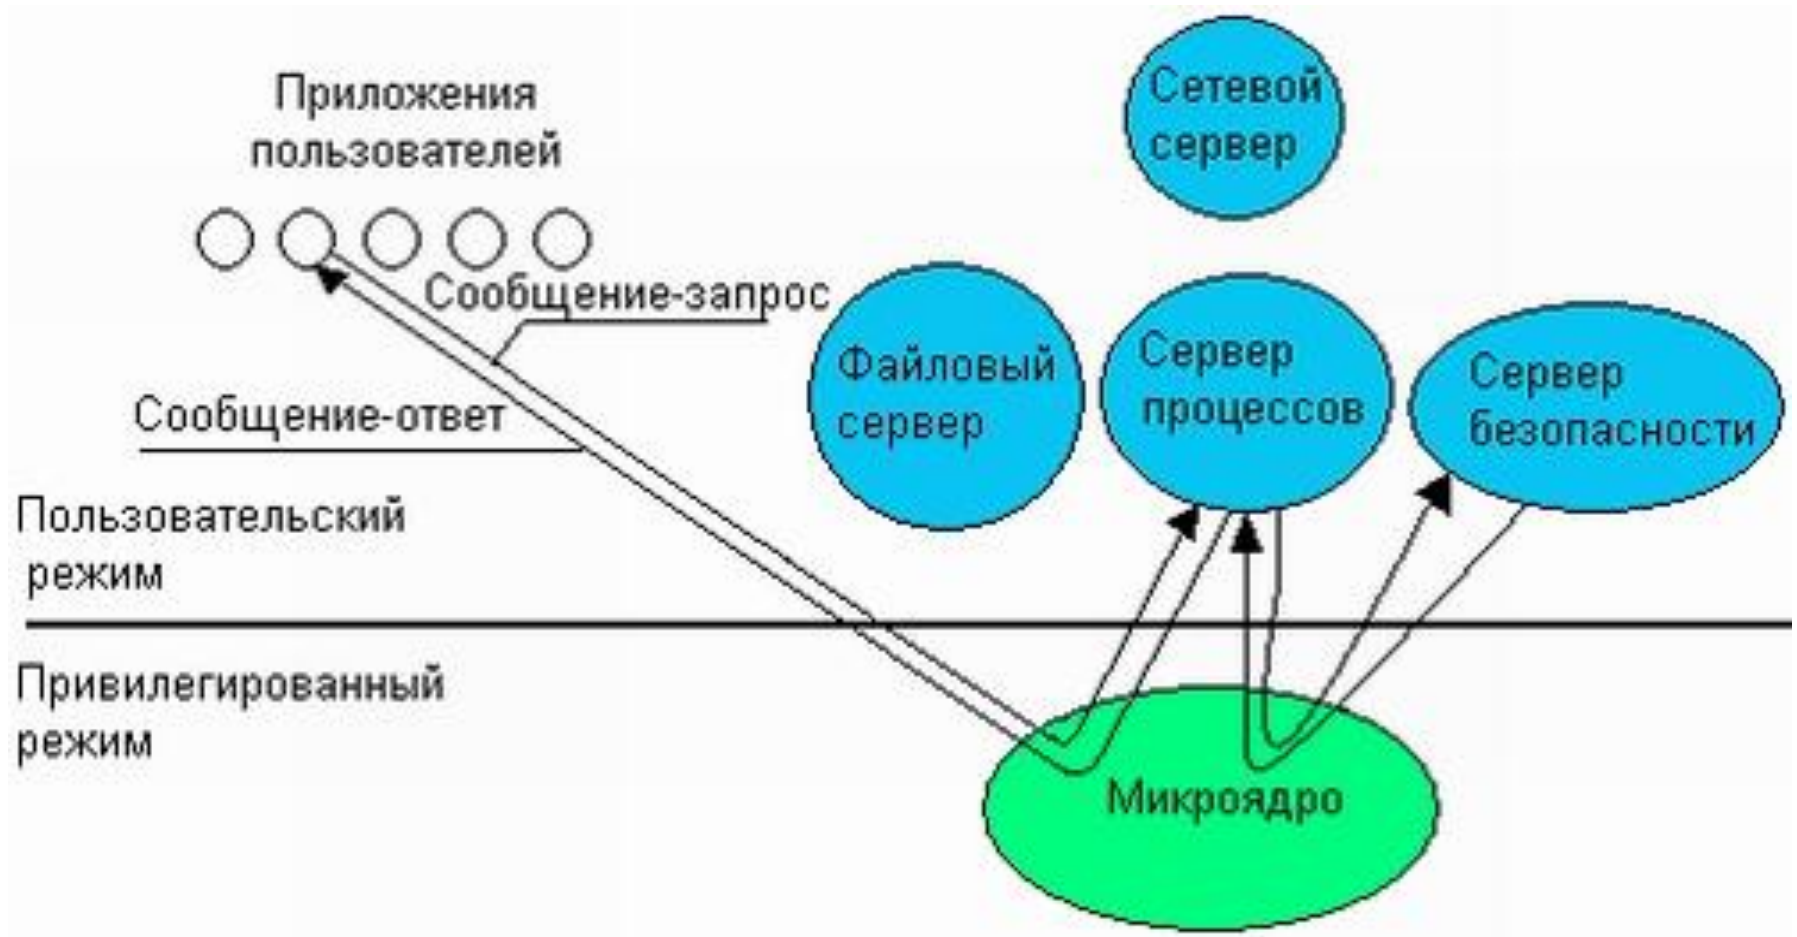 Приложения
пользователей
Сетевой
сервер
Сообщение-запрос
Файловый
сервер
Сервер
процессов
Сервер
безопасности
Сообщение-ответ
Пользовательский
режим
Привилегированный
режим
Микроядро